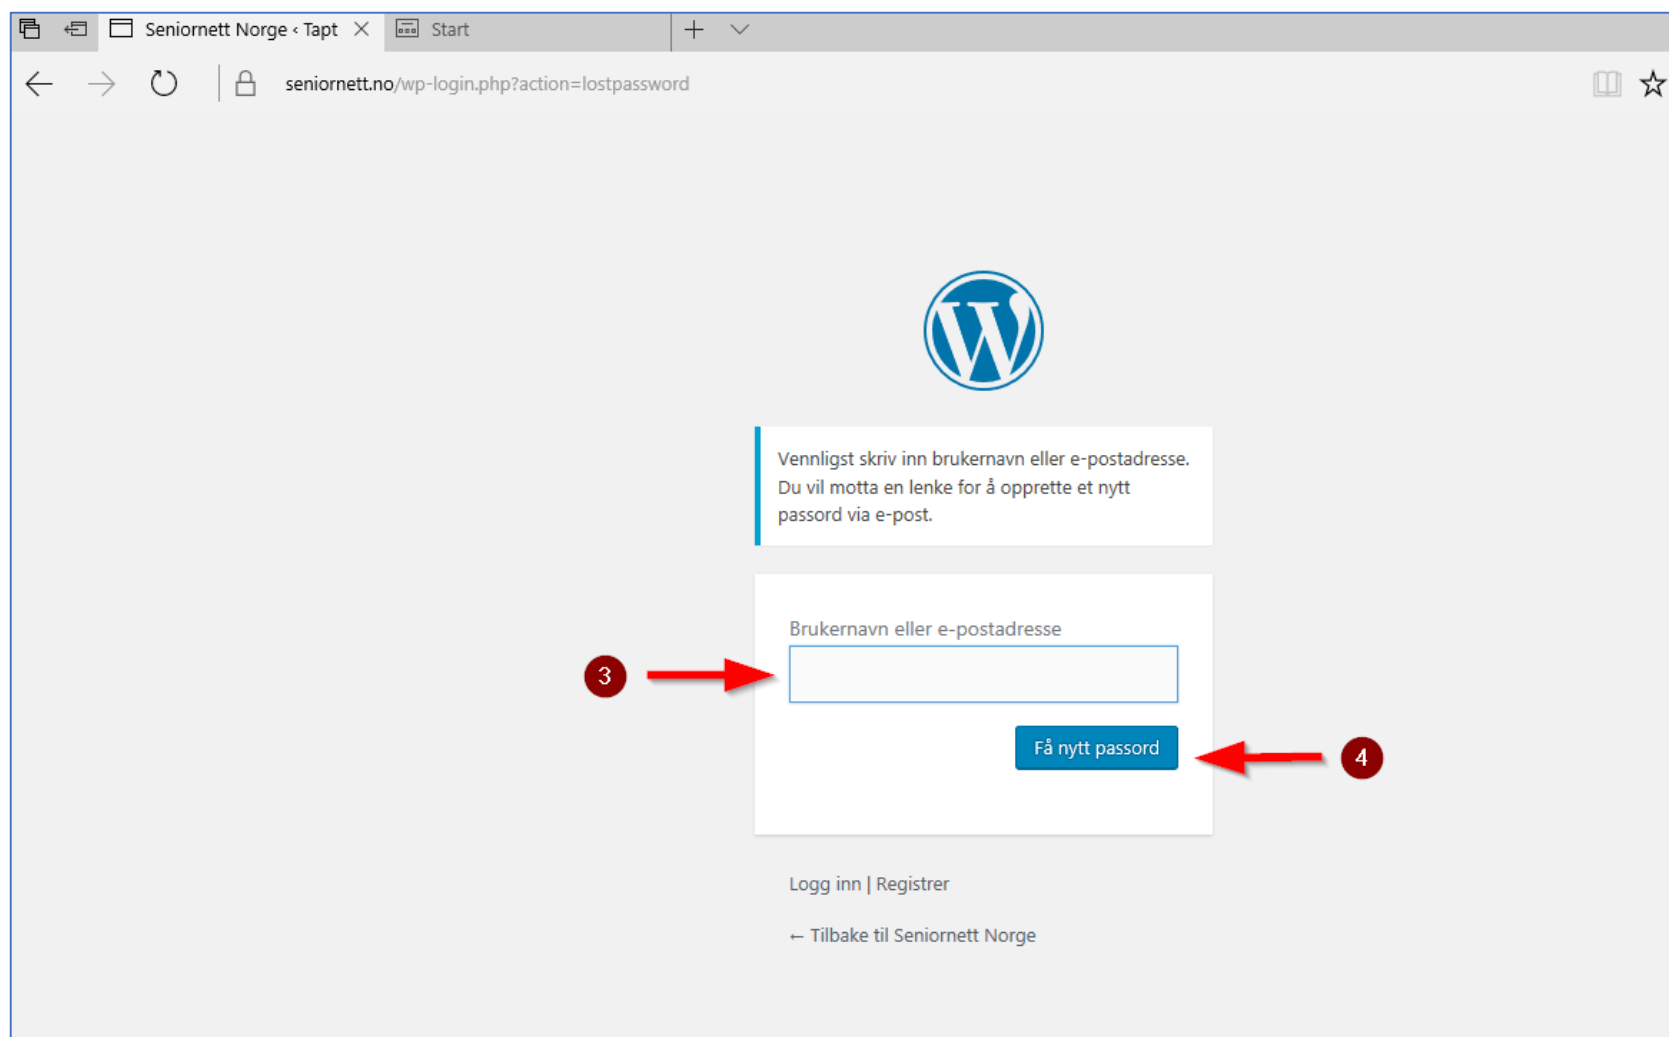 Seniornett Norge ‹ Tapt
Start
seniornett.no/wp-login.php?action=lostpassword
Vennligst skriv inn brukernavn eller e-postadresse.
Du vil motta en lenke for å opprette et nytt
passord via e-post.
Brukernavn eller e-postadresse
3
Få nytt passord
4
Logg inn | Registrer
← Tilbake til Seniornett Norge